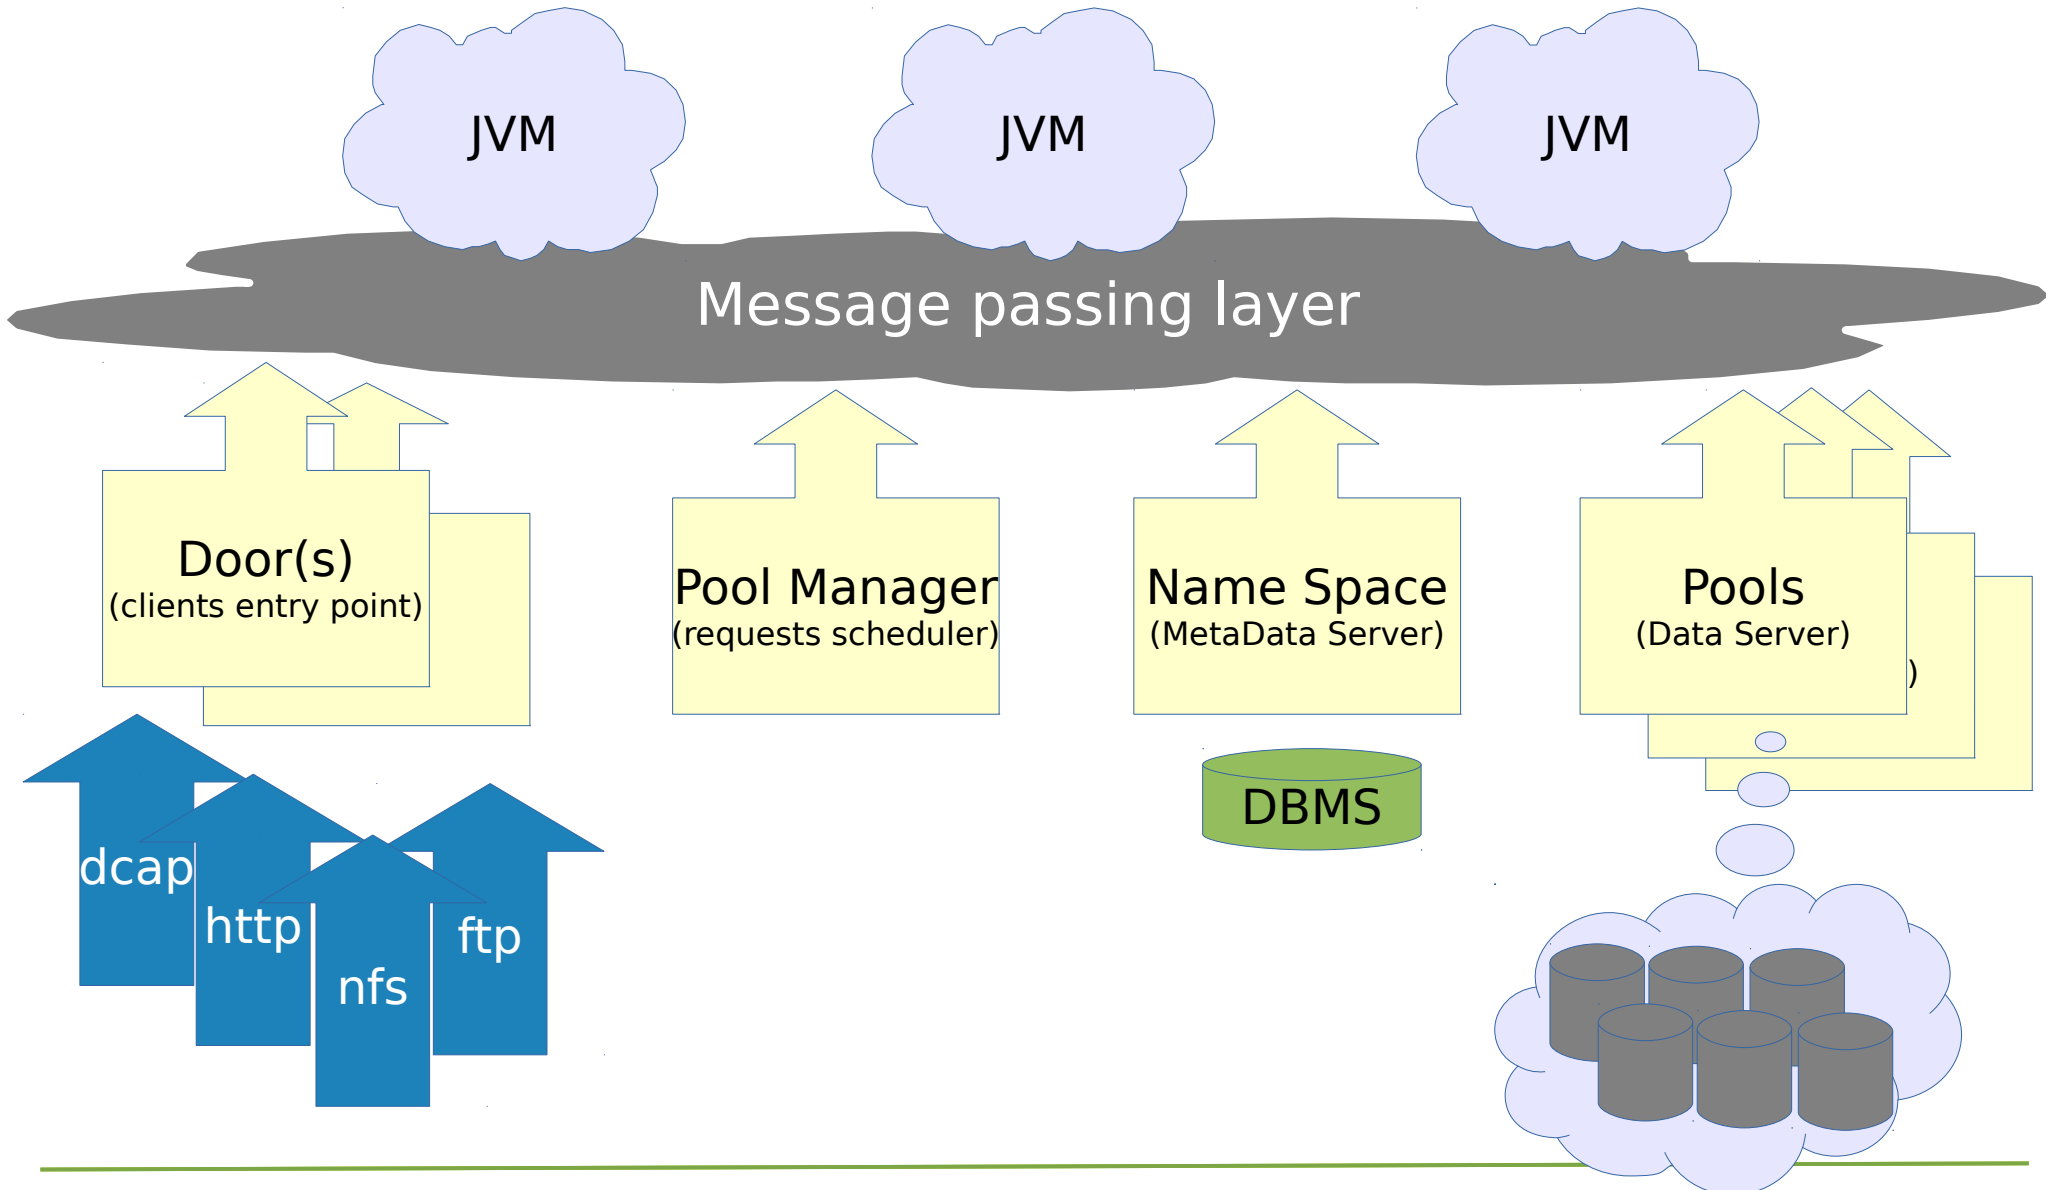 JVM
JVM
JVM
Message passing layer
Door(s)
(clients entry point)
Pool Manager
(requests scheduler)
Name Space
(MetaData Server)
Pools
(Data Server)
)
DBMS
dcap
http
nfs
ftp